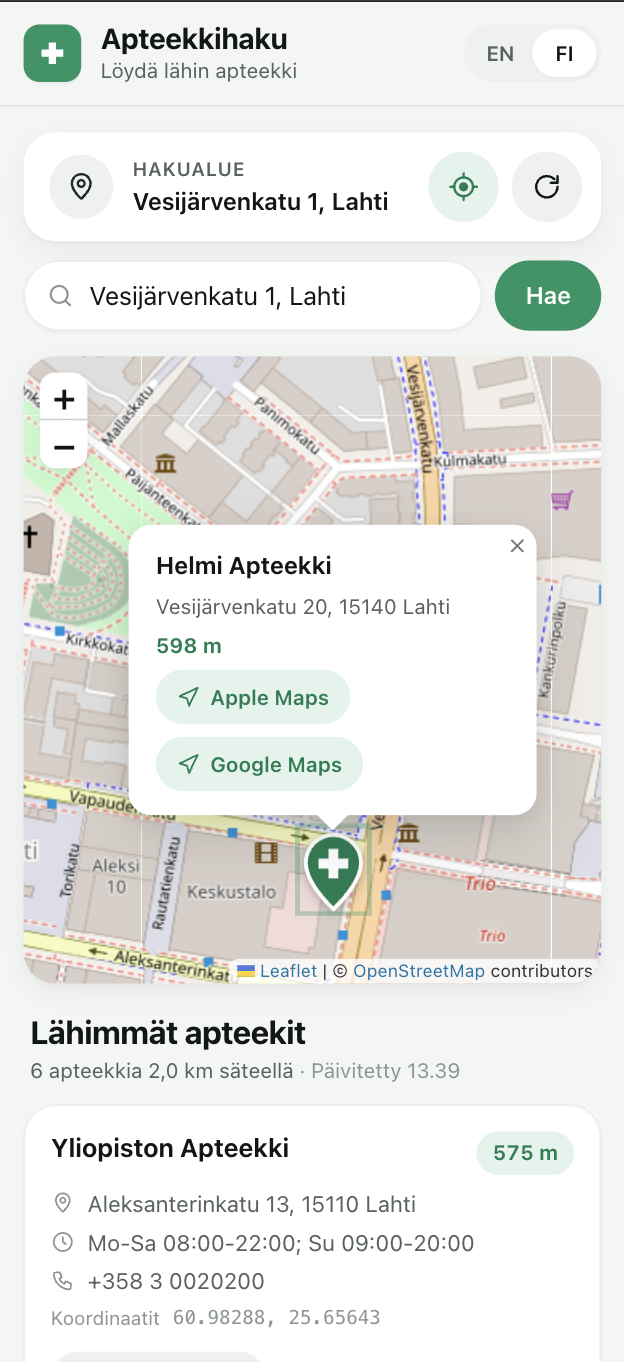 Apteekkihaku
Löydä lähin apteekki
EN
FI
HAKUALUE
Vesijärvenkatu 1, Lahti
Vesijärvenkatu 1, Lahti
Hae
+
−
Mallaskatu
Panimokatu
Vesijärvenkatu
Kulmakatu
Helmi Apteekki
Vesijärvenkatu 20, 15140 Lahti
598 m
Apple Maps
Google Maps
Kirkkokat
Kankurinpolku
Torikatu
Aleksi
10
Rautatienkatu
Keskustalo
Trio
Trio
Aleksanterinkat
Leaflet | © OpenStreetMap contributors
Lähimmät apteekit
6 apteekkia 2,0 km säteellä · Päivitetty 13.39
Yliopiston Apteekki
575 m
Aleksanterinkatu 13, 15110 Lahti
Mo-Sa 08:00-22:00; Su 09:00-20:00
+358 3 0020200
Koordinaatit 60.98288, 25.65643